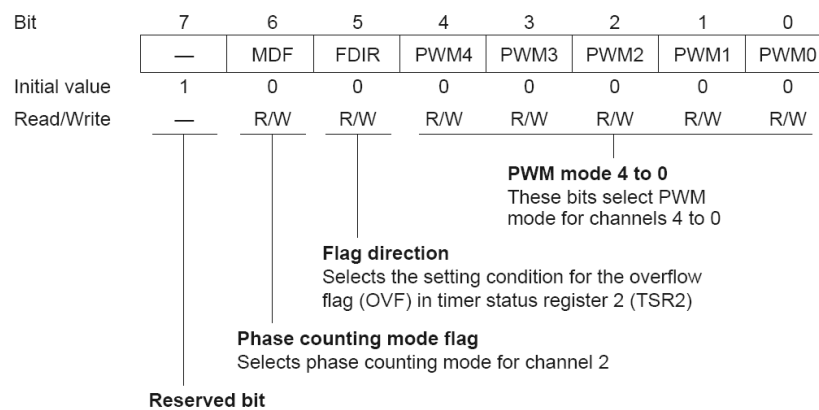 Bit 7 6 5 4 3 2 1 0
— MDF FDIR PWM4 PWM3 PWM2 PWM1 PWM0
Initial value 1 0 0 0 0 0 0 0
Read/Write — R/W R/W R/W R/W R/W R/W R/W
PWM mode 4 to 0
These bits select PWM
mode for channels 4 to 0
Flag direction
Selects the setting condition for the overflow
flag (OVF) in timer status register 2 (TSR2)
Phase counting mode flag
Selects phase counting mode for channel 2
Reserved bit